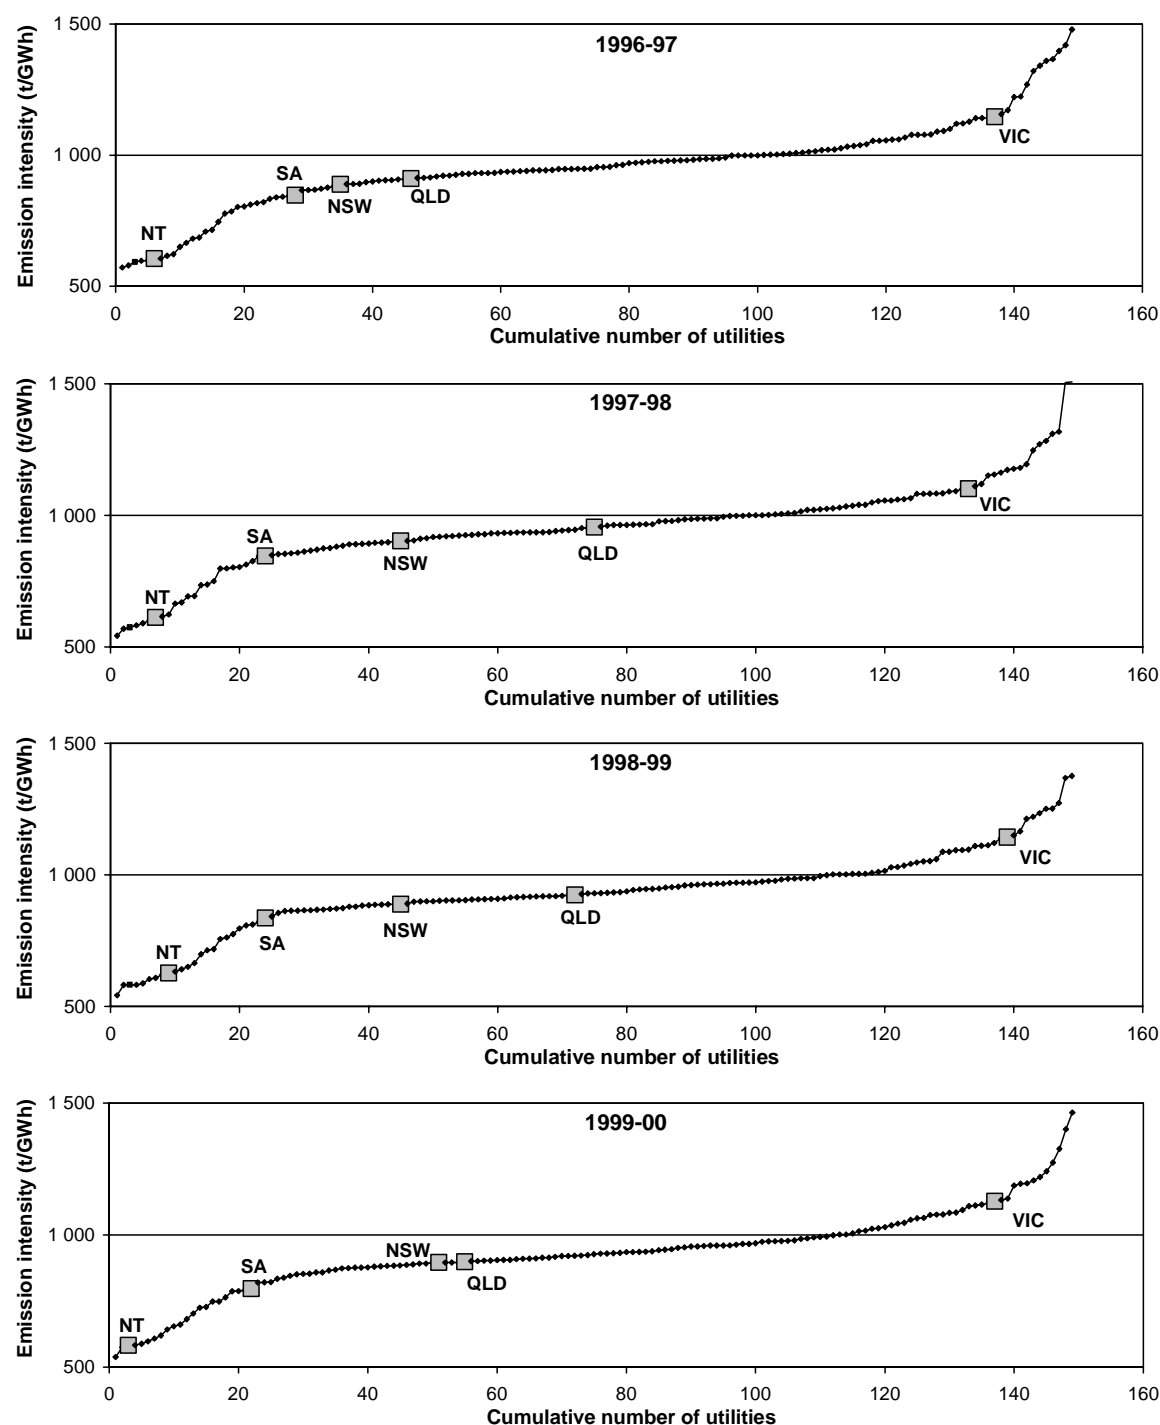 1 500
1996-97
Emission intensity (t/GWh)
VIC
1 000
SA
NSW
QLD
NT
500
0 20 40 60 80 100 120 140 160
Cumulative number of utilities
1 500
1997-98
Emission intensity (t/GWh)
1 000
VIC
SA
QLD
NSW
NT
500
0 20 40 60 80 100 120 140 160
Cumulative number of utilities
1 500
1998-99
Emission intensity (t/GWh)
1 000
VIC
QLD
NSW
SA
NT
500
0 20 40 60 80 100 120 140 160
Cumulative number of utilities
1 500
1999-00
Emission intensity (t/GWh)
VIC
1 000
NSW
SA
QLD
NT
500
0 20 40 60 80 100 120 140 160
Cumulative number of utilities